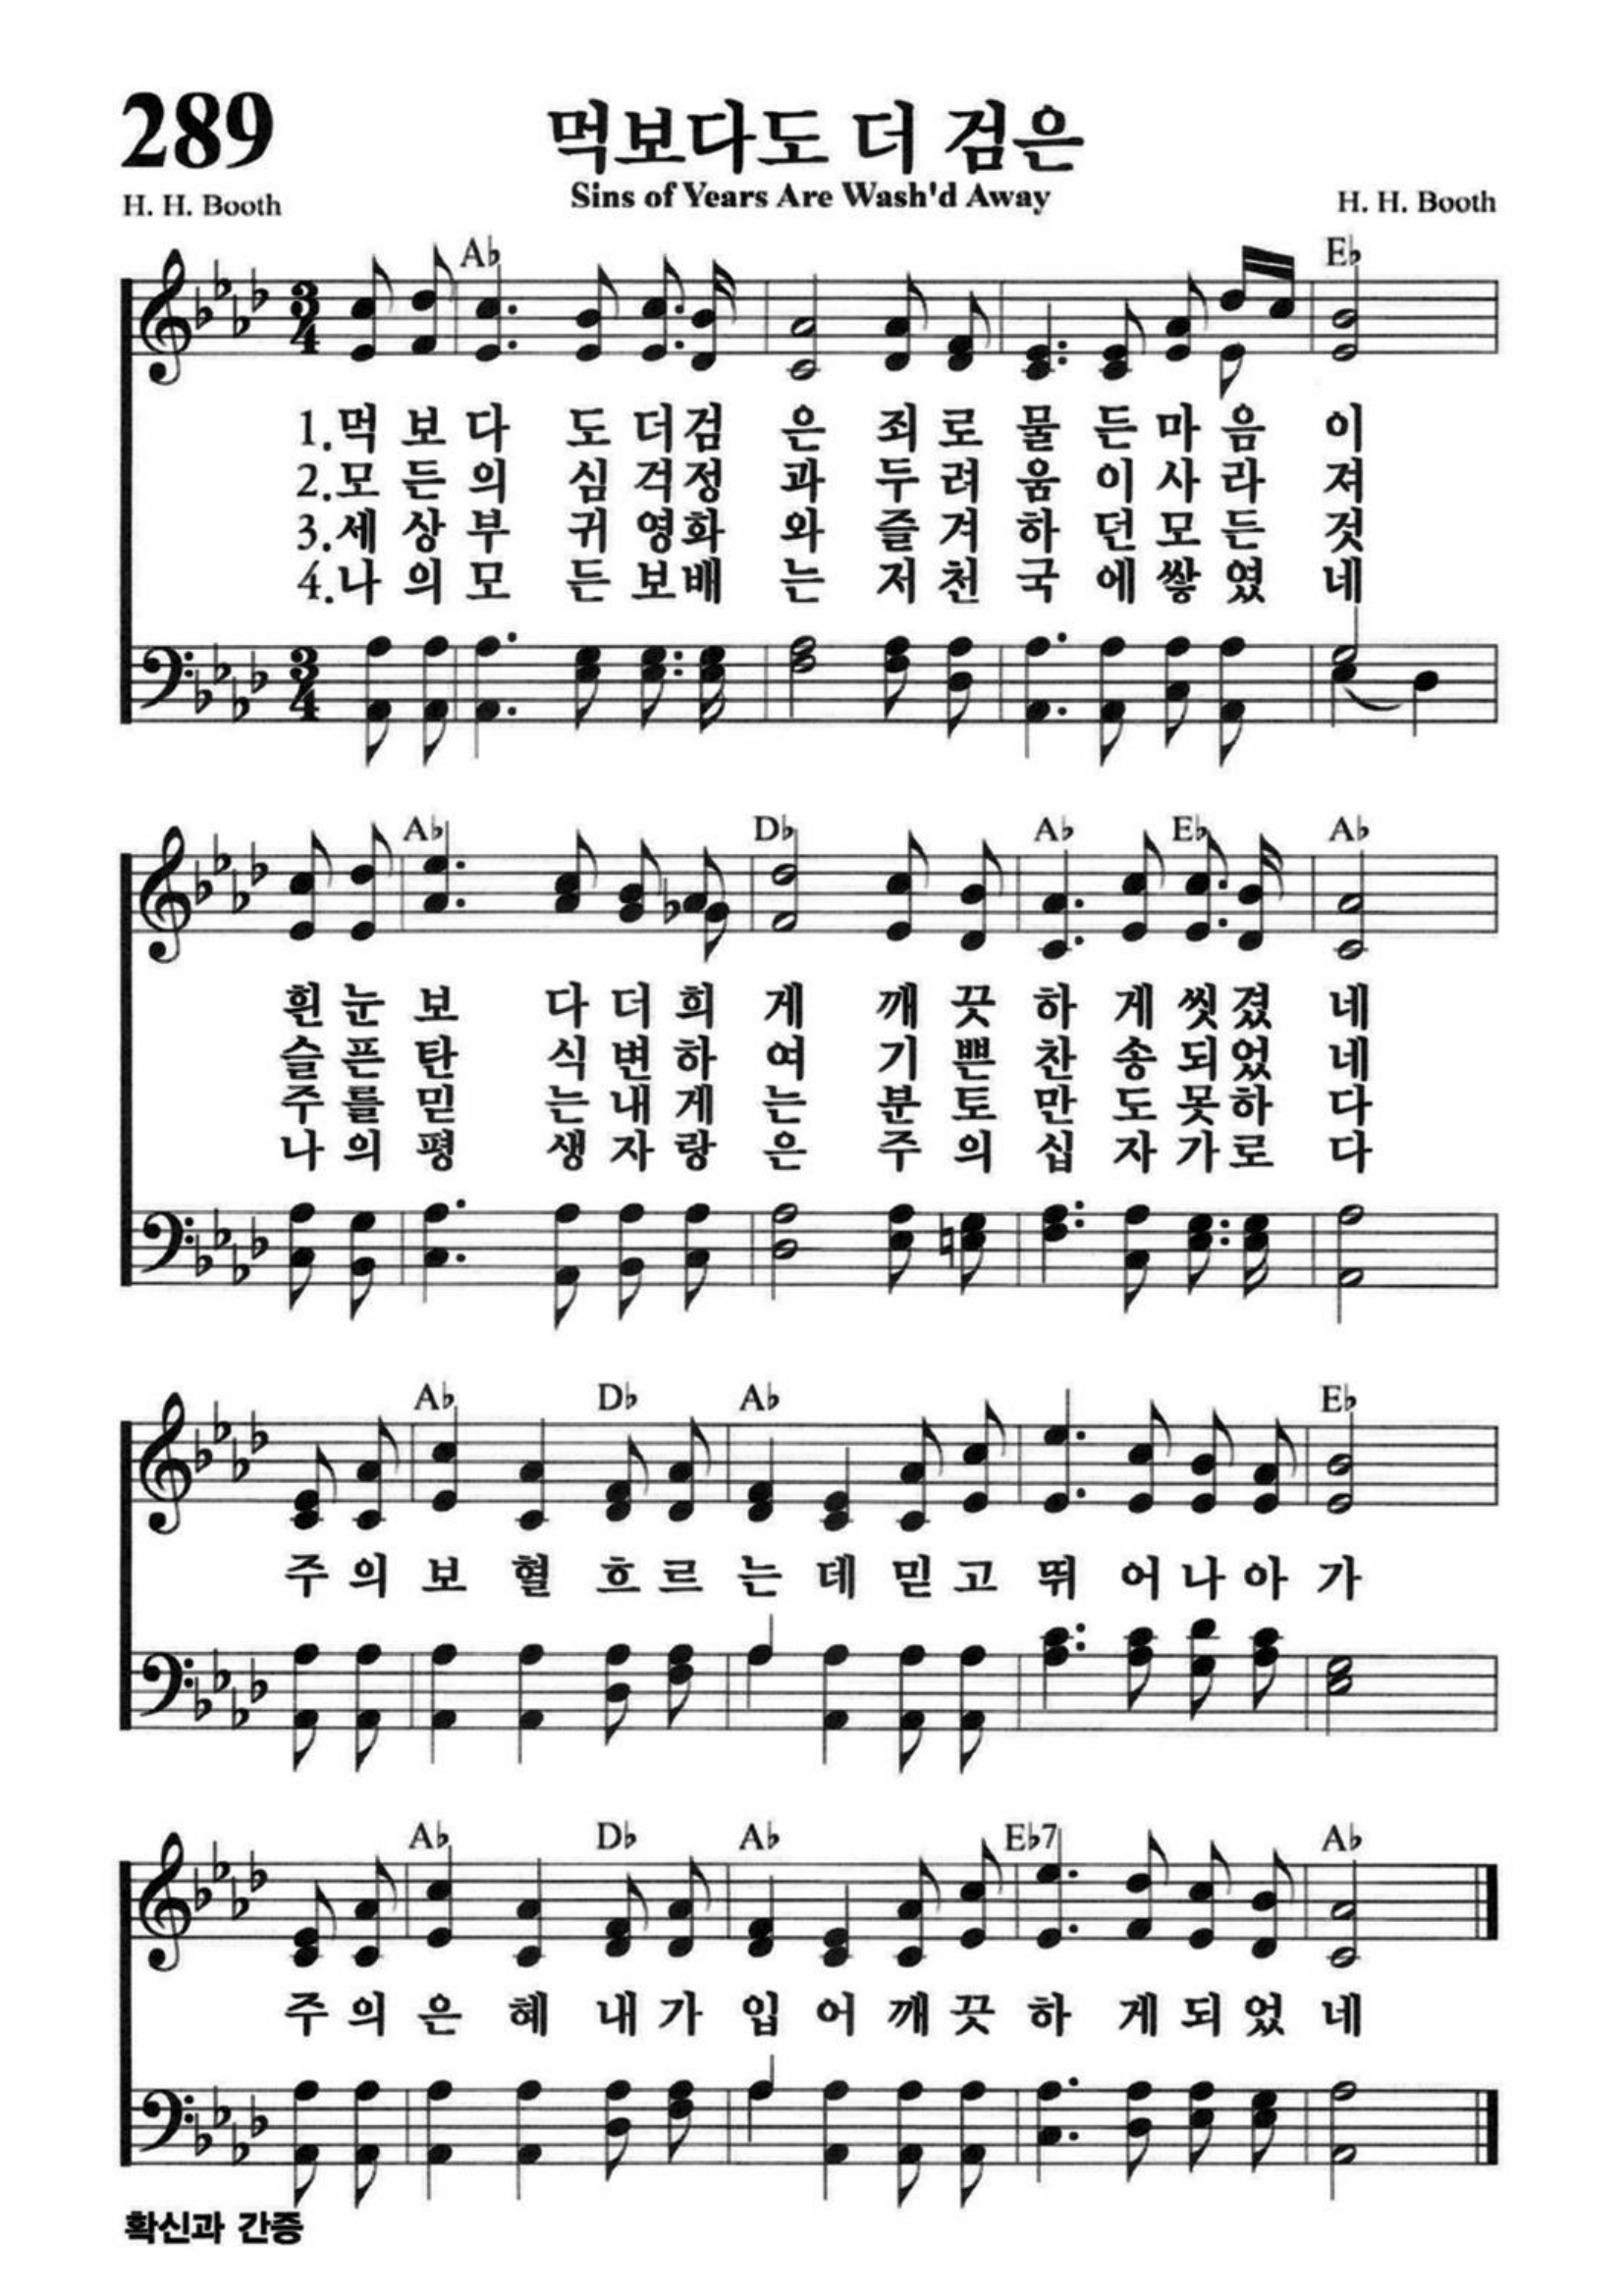 289
먹보다도 더 검은
Sins of Years Are Wash'd Away
H. H. Booth
H. H. Booth
A♭ E♭
3 4
1.먹 보 다 도 더 검 은 죄 로 물 든 마 음 이
2.모 든 의 심 걱 정 과 두 려 움 이 사 라 져
3.세 상 부 귀 영 화 와 즐 겨 하 던 모 든 것
4.나 의 모 든 보 배 는 저 천 국 에 쌓 였 네
3 4
A♭ D♭ A♭ E♭ A♭
흰 눈 보 다 더 희 게 깨 끗 하 게 씻 겼 네
슬 픈 탄 식 변 하 여 기 쁜 찬 송 되 었 네
주 를 믿 는 내 게 는 분 토 만 도 못 하 다
나 의 평 생 자 랑 은 주 의 십 자 가 로 다
A♭ D♭ A♭ E♭
주 의 보 혈 흐 르 는 데 믿 고 뛰 어 나 아 가
A♭ D♭ A♭ E♭7 A♭
주 의 은 혜 내 가 입 어 깨 끗 하 게 되 었 네
확신과 간증